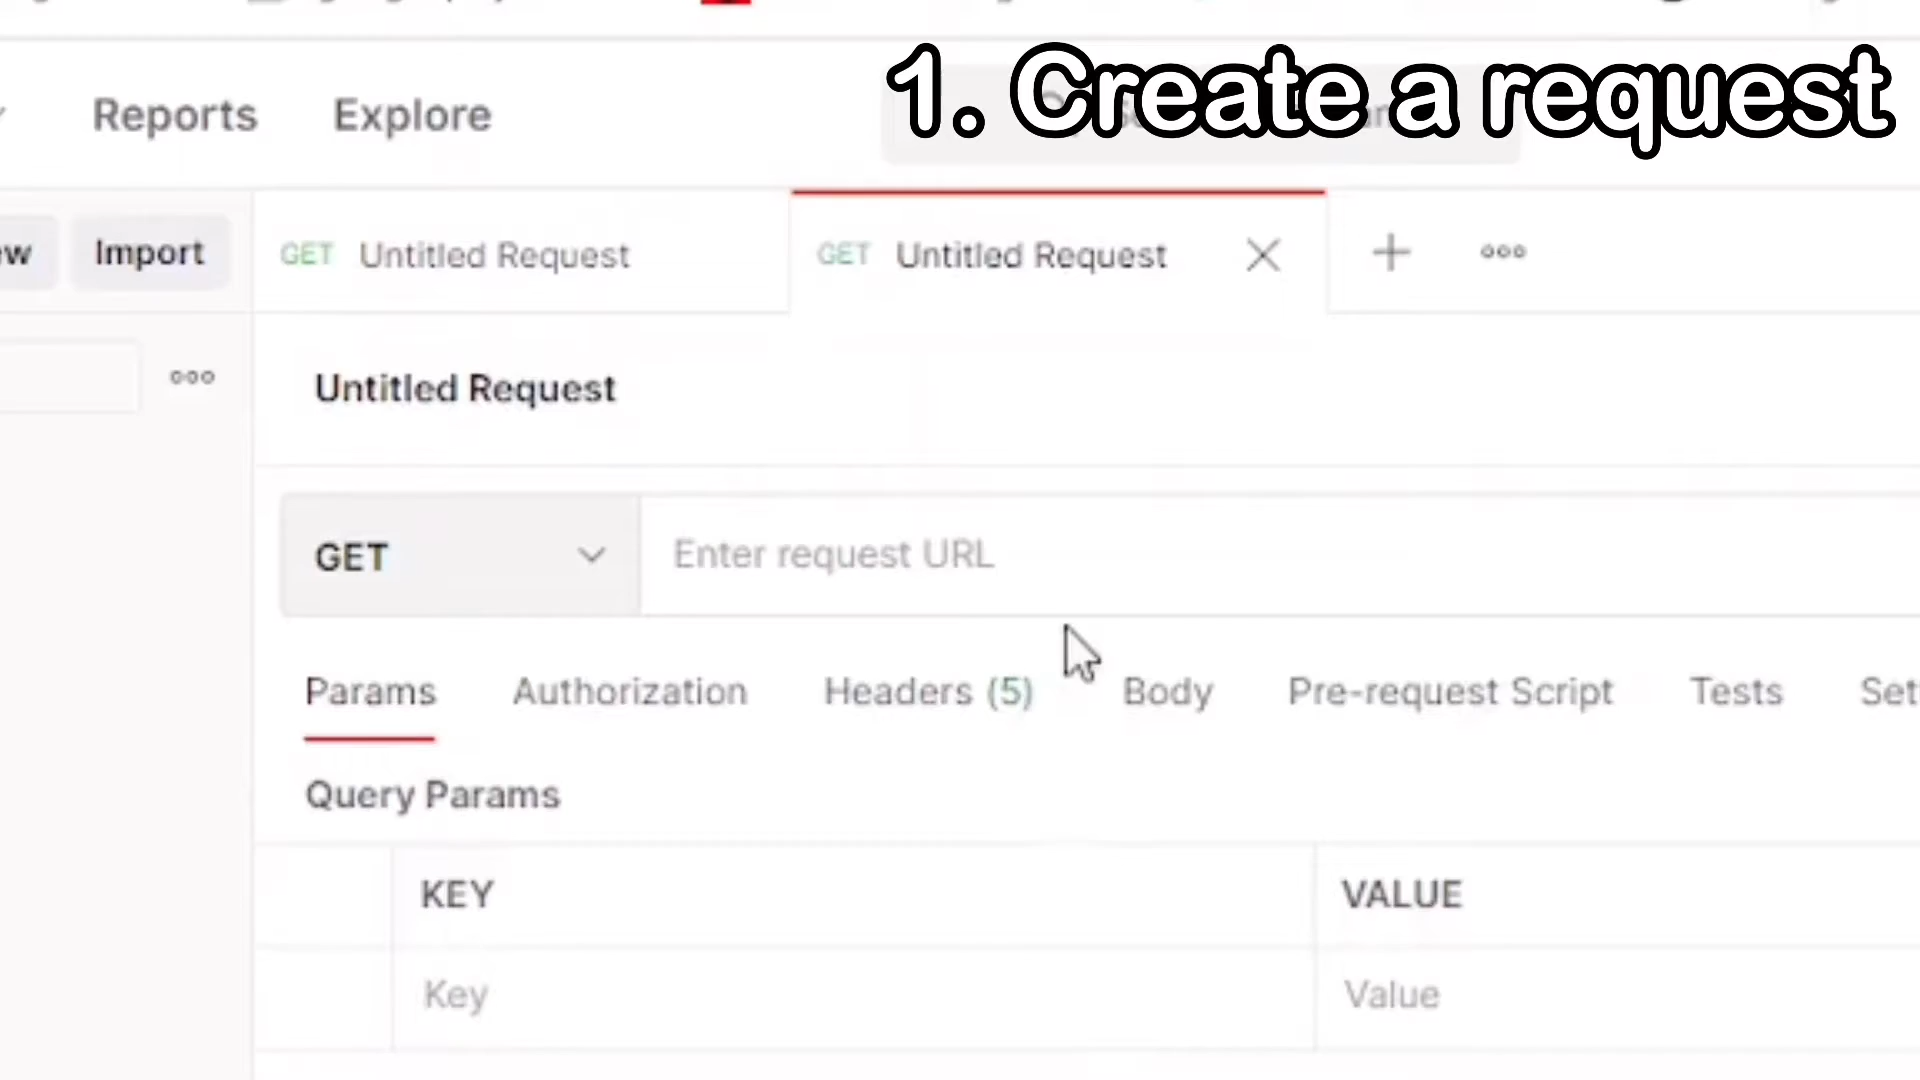 1. Create a request
Reports Explore
Import GET Untitled Request GET Untitled Request
Untitled Request
GET Enter request URL
Params Authorization Headers (5) Body Pre-request Script Tests
Query Params
KEY VALUE
Key Value